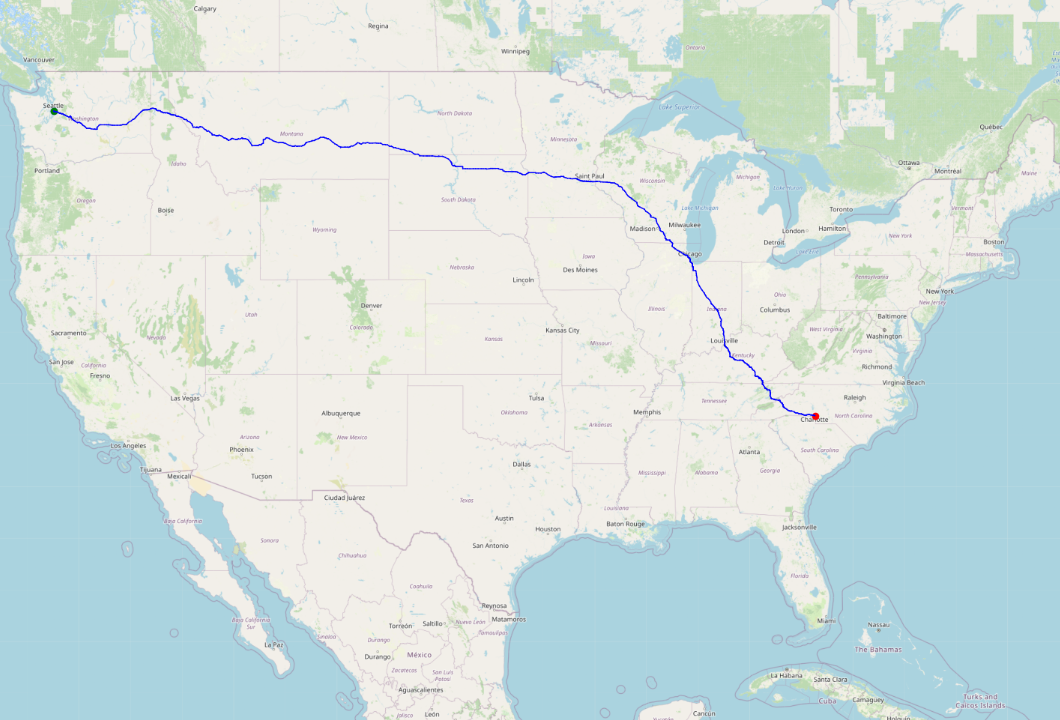 Calgary
Regina
Winnipeg
Ontario
Vancouver
Seattle
Washington
Montana
North Dakota
Minnesota
Lake Superior
Québec
Ottawa
Montréal
Maine
Portland
Idaho
Oregon
Boise
Saint Paul
Wisconsin
Michigan
Lake Huron
South Dakota
Wyoming
Madison
Milwaukee
Lake Michigan
Toronto
London
Hamilton
Detroit
Vermont
New York
Boston
Massachusetts
Chicago
Iowa
Des Moines
Nebraska
Lincoln
Pennsylvania
New York
New Jersey
Ohio
Columbus
Baltimore
Washington
Utah
Denver
Colorado
Illinois
Indiana
Kansas City
Kansas
Missouri
West Virginia
Virginia
Louisville
Kentucky
Richmond
Virginia Beach
Sacramento
Nevada
San Jose
California
Fresno
Las Vegas
Albuquerque
New Mexico
Arizona
Phoenix
Tucson
Los Angeles
Tijuana
Mexicali
Tulsa
Oklahoma
Arkansas
Memphis
Tennessee
Raleigh
North Carolina
Charlotte
South Carolina
Atlanta
Georgia
Alabama
Mississippi
Dallas
Texas
Louisiana
Baton Rouge
Austin
Houston
San Antonio
Jacksonville
Florida
Miami
Ciudad Juárez
Baja California
Sonora
Chihuahua
Coahuila
Reynosa
Matamoros
Nuevo León
Tamaulipas
Torreón
Saltillo
Baja California
Sur
La Paz
Sinaloa
Durango
Durango
México
Zacatecas
San Luis
Potosí
Aguascalientes
Jalisco
León
Nassau
The Bahamas
La Habana
Santa Clara
Cuba
Camagüey
Holguín
Turks and
Caicos Islands
Cancún